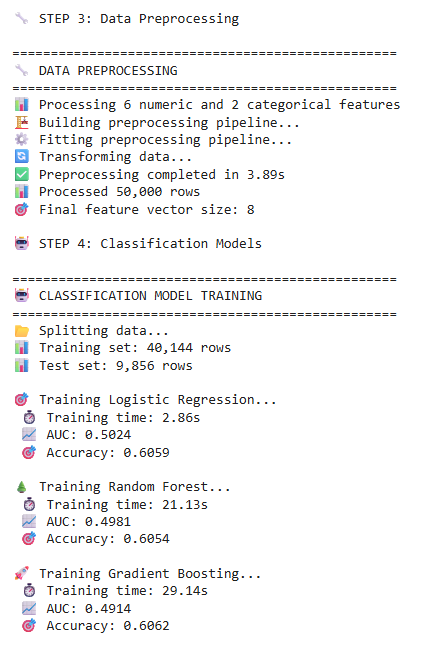 🔧 STEP 3: Data Preprocessing
==================================================
🔧 DATA PREPROCESSING
==================================================
📊 Processing 6 numeric and 2 categorical features
🏗️ Building preprocessing pipeline...
⚙️ Fitting preprocessing pipeline...
🔄 Transforming data...
✅ Preprocessing completed in 3.89s
📊 Processed 50,000 rows
🎯 Final feature vector size: 8
🤖 STEP 4: Classification Models
==================================================
🤖 CLASSIFICATION MODEL TRAINING
==================================================
📁 Splitting data...
📊 Training set: 40,144 rows
📊 Test set: 9,856 rows
🎯 Training Logistic Regression...
⏱️ Training time: 2.86s
📈 AUC: 0.5024
🎯 Accuracy: 0.6059
🌲 Training Random Forest...
⏱️ Training time: 21.13s
📈 AUC: 0.4981
🎯 Accuracy: 0.6054
🚀 Training Gradient Boosting...
⏱️ Training time: 29.14s
📈 AUC: 0.4914
🎯 Accuracy: 0.6062